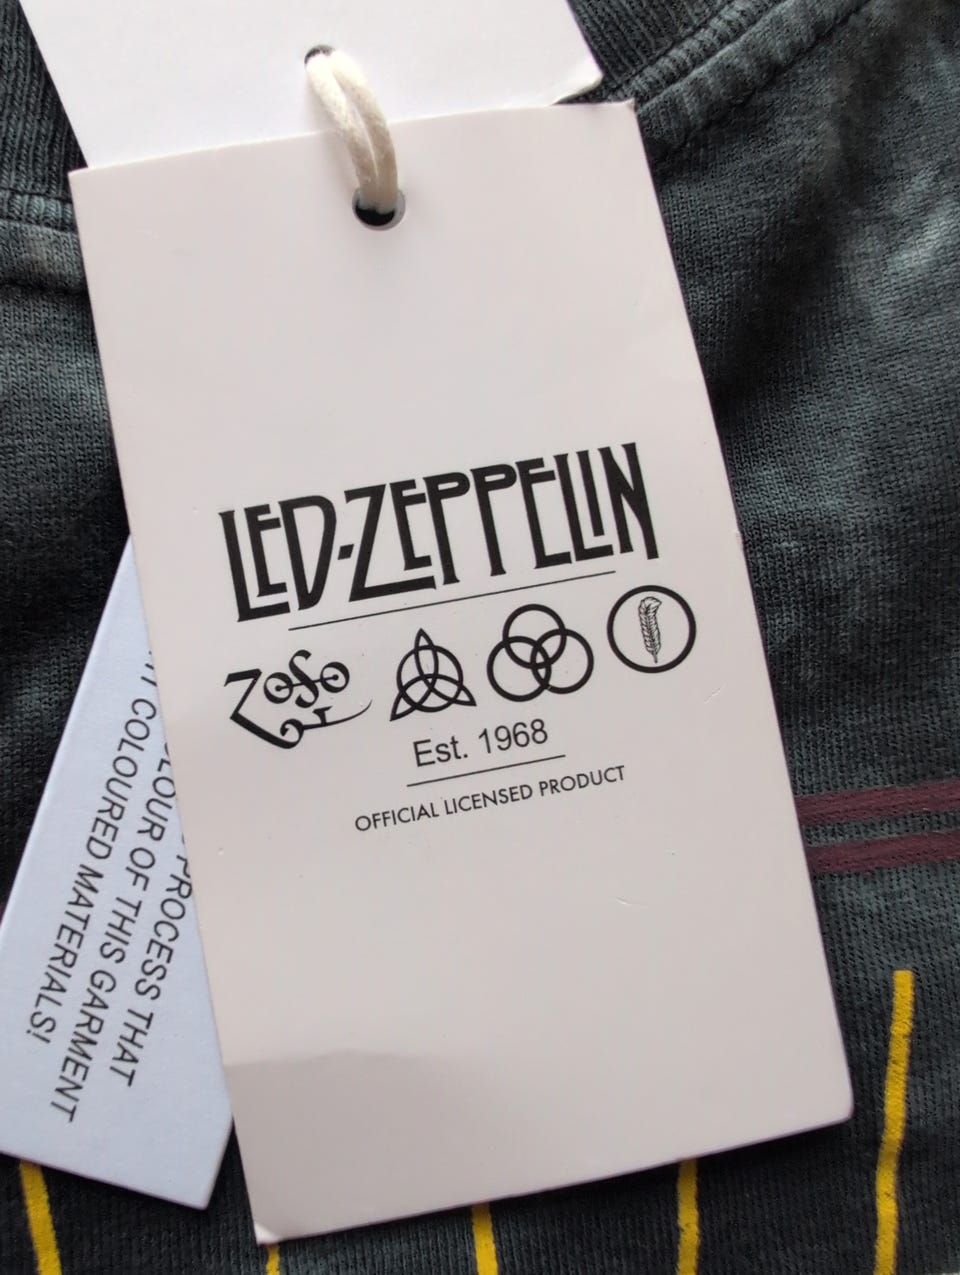 LED-ZEPPELIN
ZoSo
Est. 1968
OFFICIAL LICENSED PRODUCT
PROCESS THAT
COLOUR OF THIS GARMENT
COLOURED MATERIALS!